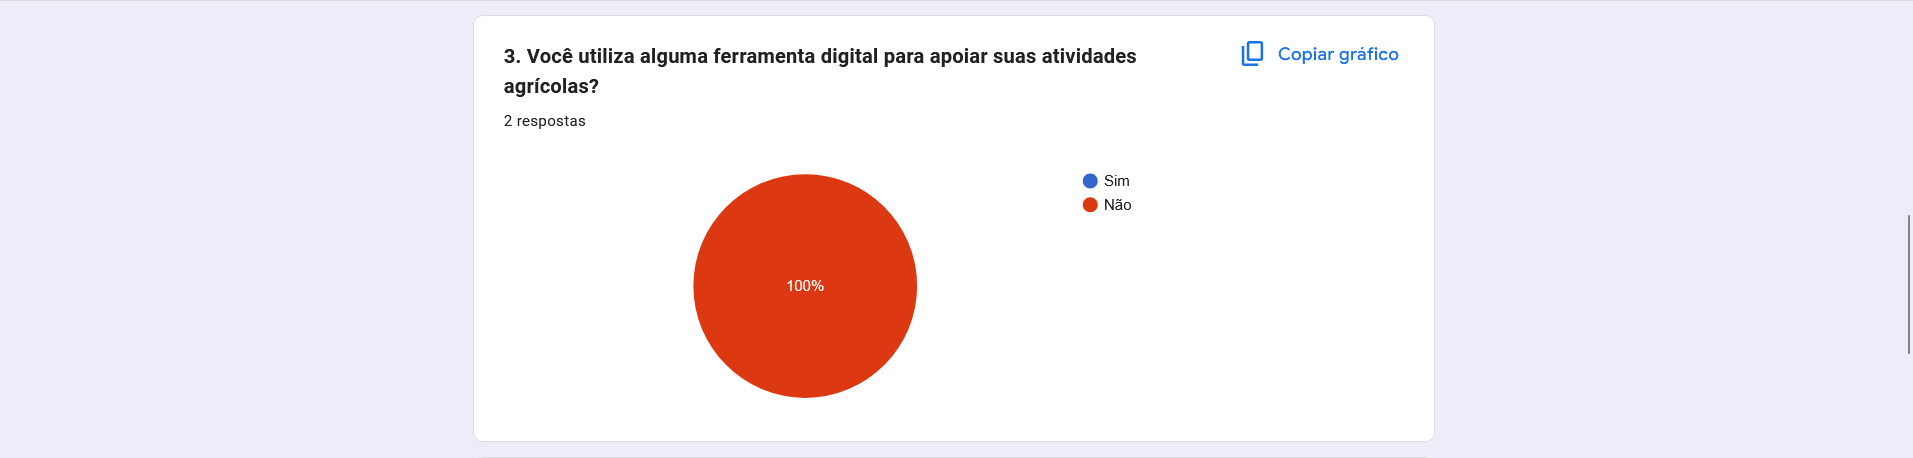 3. Você utiliza alguma ferramenta digital para apoiar suas atividades
agrícolas?
Copiar gráfico
2 respostas
Sim
Não
100%